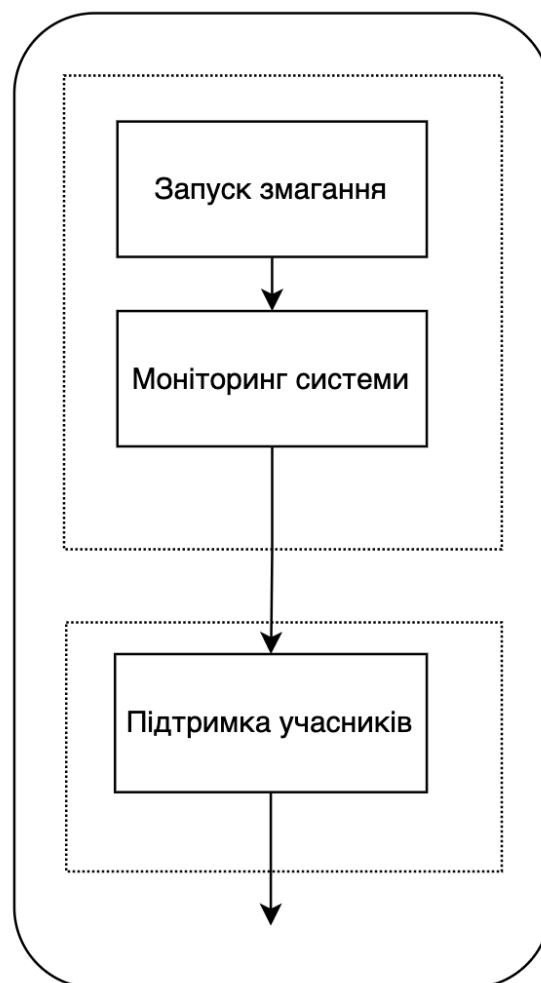 Запуск змагання
Моніторинг системи
Підтримка учасників